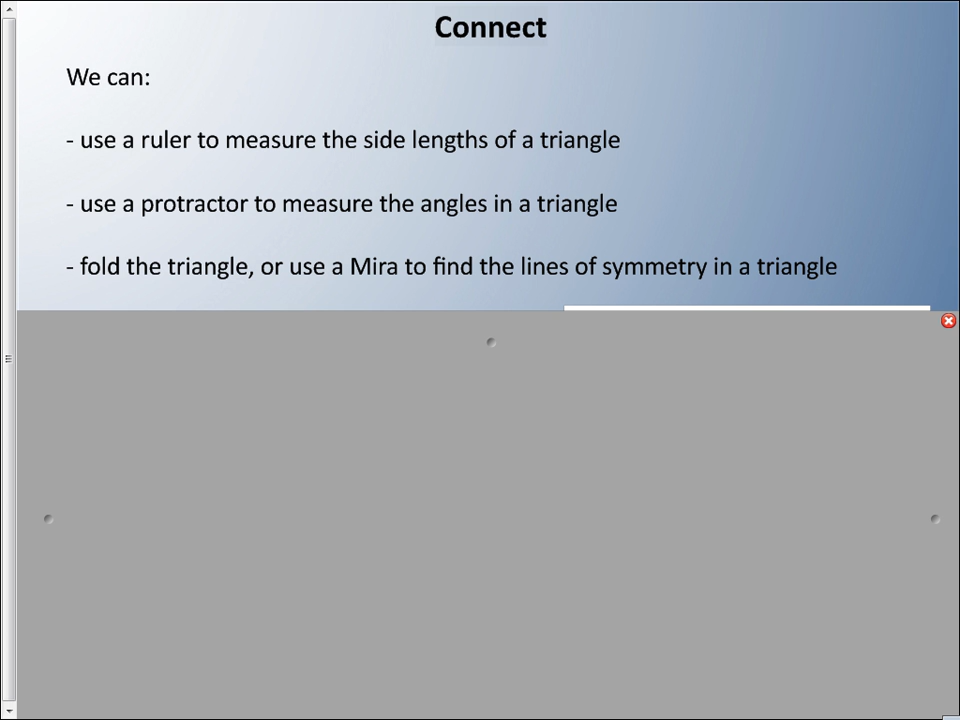 Connect
We can:
- use a ruler to measure the side lengths of a triangle
- use a protractor to measure the angles in a triangle
- fold the triangle, or use a Mira to find the lines of symmetry in a triangle